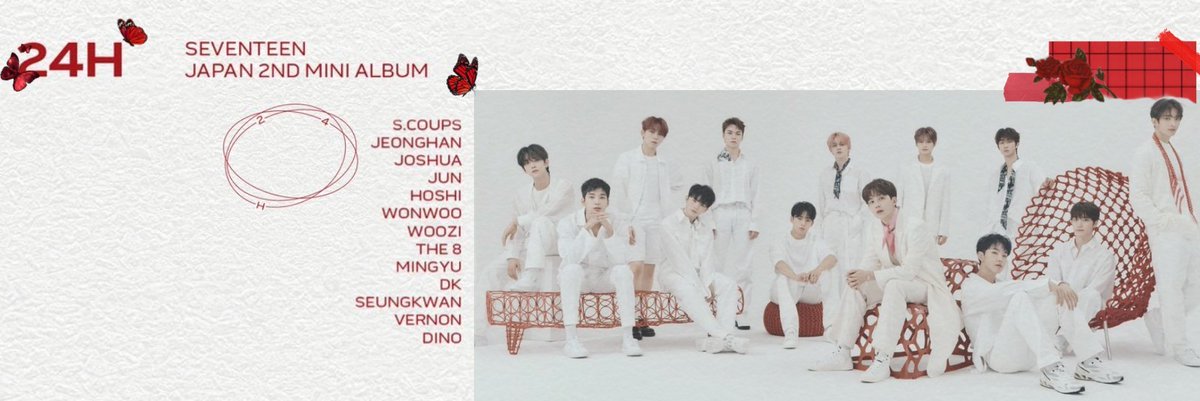 24H
SEVENTEEN
JAPAN 2ND MINI ALBUM
2 4
H
S.COUPS
JEONGHAN
JOSHUA
JUN
HOSHI
WONWOO
WOOZI
THE 8
MINGYU
DK
SEUNGKWAN
VERNON
DINO